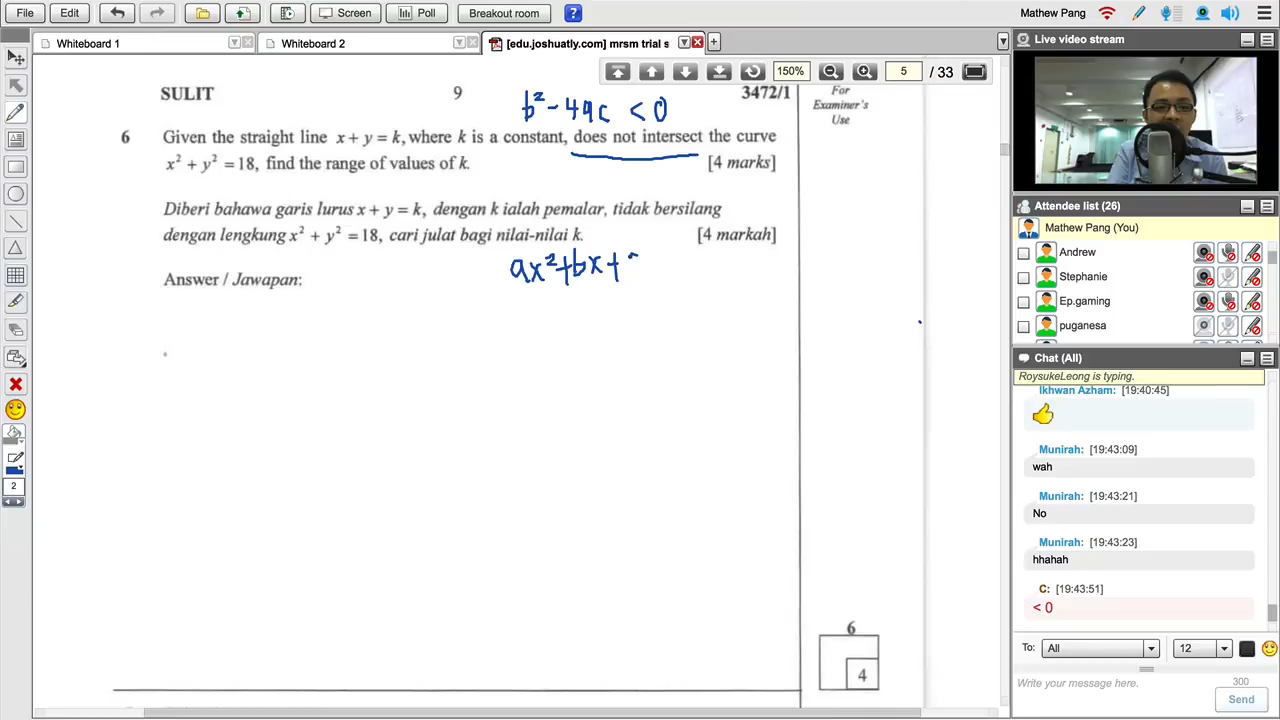 File
Edit
Screen
Poll
Breakout room
?
Mathew Pang
Whiteboard 1
Whiteboard 2
[edu.joshuatly.com] mrsm trial s
Live video stream
150%
5
/ 33
SULIT
9
3472/1
For
Examiner's
Use
b² - 4ac < 0
6
Given the straight line x + y = k, where k is a constant, does not intersect the curve
x² + y² = 18, find the range of values of k.
[4 marks]
Diberi bahawa garis lurus x + y = k, dengan k ialah pemalar, tidak bersilang
dengan lengkung x² + y² = 18, cari julat bagi nilai-nilai k.
[4 markah]
ax²+bx+
Answer / Jawapan:
6
4
2
Attendee list (26)
Mathew Pang (You)
Andrew
Stephanie
Ep.gaming
puganesa
Chat (All)
RoysukeLeong is typing.
Ikhwan Azham: [19:40:45]
Munirah: [19:43:09]
wah
Munirah: [19:43:21]
No
Munirah: [19:43:23]
hhahah
C: [19:43:51]
< 0
To:
All
12
Write your message here...
300
Send